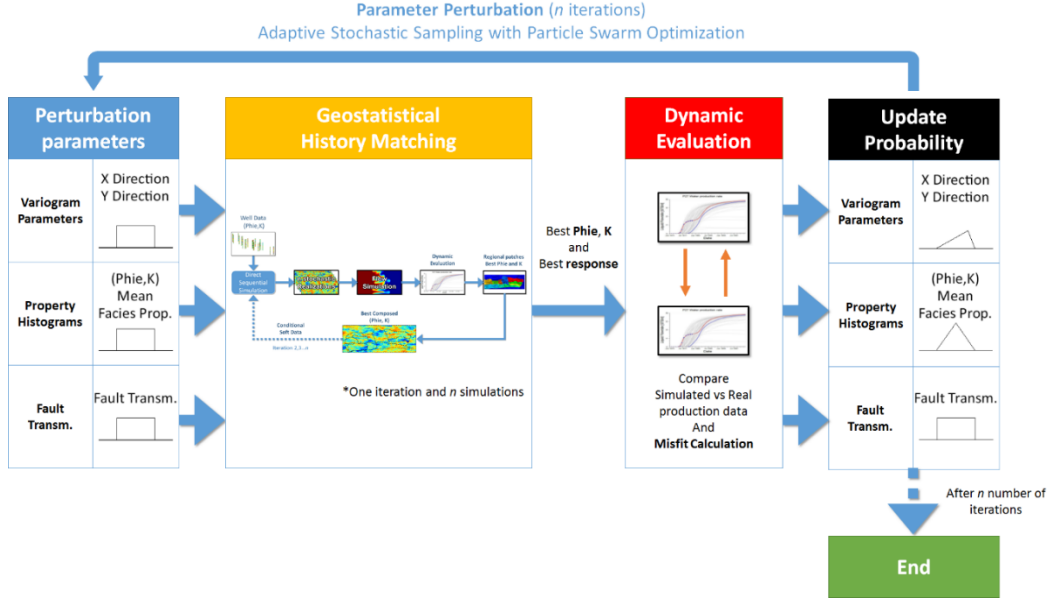 Parameter Perturbation (n iterations)
Adaptive Stochastic Sampling with Particle Swarm Optimization
Perturbation
parameters
Variogram
Parameters
X Direction
Y Direction
Property
Histograms
(Phie,K)
Mean
Facies Prop.
Fault
Transm.
Fault Transm.
Geostatistical
History Matching
Well Data
(Phie,K)
Direct
Sequential
Simulation
Simulation
Dynamic
Evaluation
Regional patches
Best Phie and K
Conditional
Soft Data
Iteration 2,3...n
Best Composed
(Phie, K)
*One iteration and n simulations
Best Phie, K
and
Best response
Dynamic
Evaluation
Compare
Simulated vs Real
production data
And
Misfit Calculation
Update
Probability
Variogram
Parameters
X Direction
Y Direction
Property
Histograms
(Phie,K)
Mean
Facies Prop.
Fault
Transm.
Fault Transm.
After n number of
iterations
End